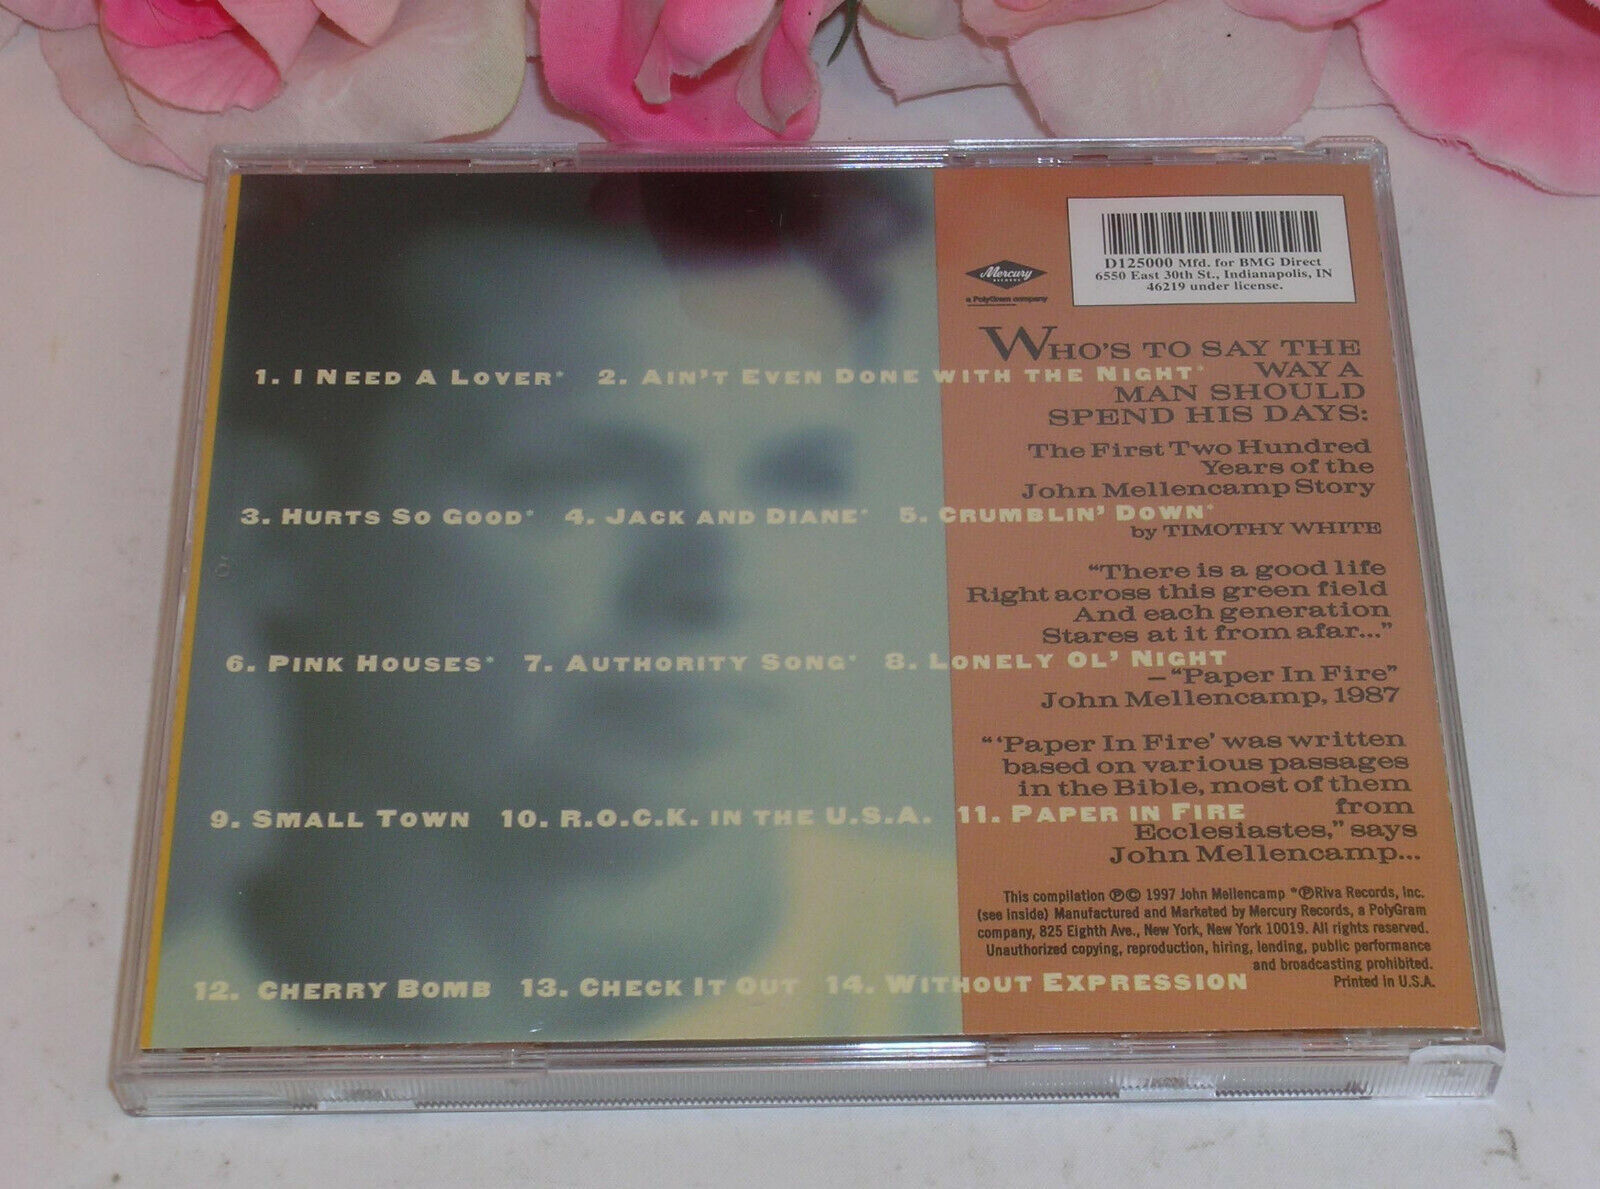 D125000 Mfd. for BMG Direct
6550 East 30th St., Indianapolis, IN
46219 under license.
Mercury
RECORDS
a PolyGram company
1. I NEED A LOVER* 2. AIN'T EVEN DONE WITH THE NIGHT*
3. HURTS SO GOOD* 4. JACK AND DIANE* 5. CRUMBLIN' DOWN*
6. PINK HOUSES* 7. AUTHORITY SONG* 8. LONELY OL' NIGHT
9. SMALL TOWN 10. R.O.C.K. IN THE U.S.A. 11. PAPER IN FIRE
12. CHERRY BOMB 13. CHECK IT OUT 14. WITHOUT EXPRESSION
WHO'S TO SAY THE
WAY A
MAN SHOULD
SPEND HIS DAYS:
The First Two Hundred
Years of the
John Mellencamp Story
by TIMOTHY WHITE
"There is a good life
Right across this green field
And each generation
Stares at it from afar..."
—"Paper In Fire"
John Mellencamp, 1987
"'Paper In Fire' was written
based on various passages
in the Bible, most of them
from
Ecclesiastes," says
John Mellencamp...
This compilation ℗© 1997 John Mellencamp *℗Riva Records, Inc.
(see inside) Manufactured and Marketed by Mercury Records, a PolyGram
company, 825 Eighth Ave., New York, New York 10019. All rights reserved.
Unauthorized copying, reproduction, hiring, lending, public performance
and broadcasting prohibited.
Printed in U.S.A.